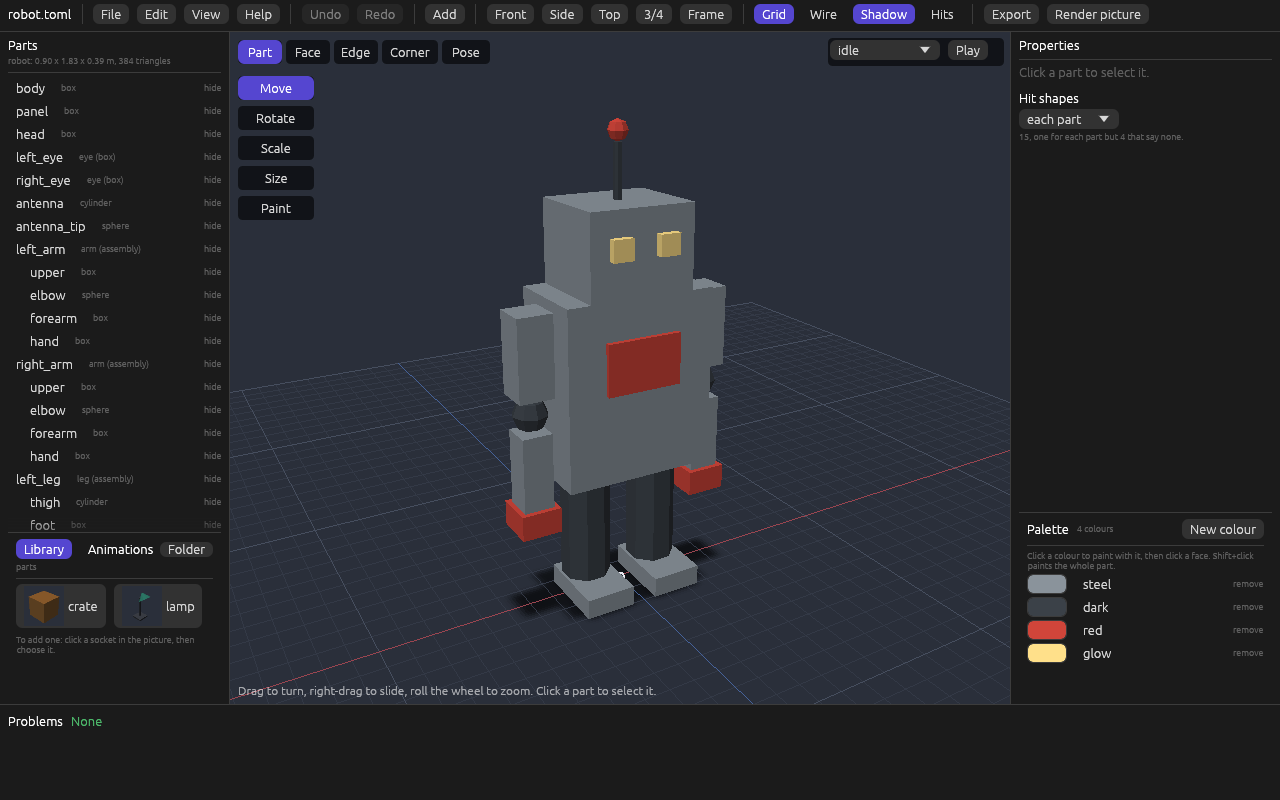 robot.toml File Edit View Help Undo Redo Add Front Side Top 3/4 Frame Grid Wire Shadow Hits Export Render picture
Parts
robot: 0.90 x 1.83 x 0.39 m, 384 triangles
body box hide
panel box hide
head box hide
left_eye eye (box) hide
right_eye eye (box) hide
antenna cylinder hide
antenna_tip sphere hide
left_arm arm (assembly) hide
upper box hide
elbow sphere hide
forearm box hide
hand box hide
right_arm arm (assembly) hide
upper box hide
elbow sphere hide
forearm box hide
hand box hide
left_leg leg (assembly) hide
thigh cylinder hide
foot box hide
Library Animations Folder
parts
crate lamp
To add one: click a socket in the picture, then
choose it.
Part Face Edge Corner Pose
Move
Rotate
Scale
Size
Paint
idle Play
Drag to turn, right-drag to slide, roll the wheel to zoom. Click a part to select it.
Properties
Click a part to select it.
Hit shapes
each part
15, one for each part but 4 that say none.
Palette 4 colours New colour
Click a colour to paint with it, then click a face. Shift+click
paints the whole part.
steel remove
dark remove
red remove
glow remove
Problems None